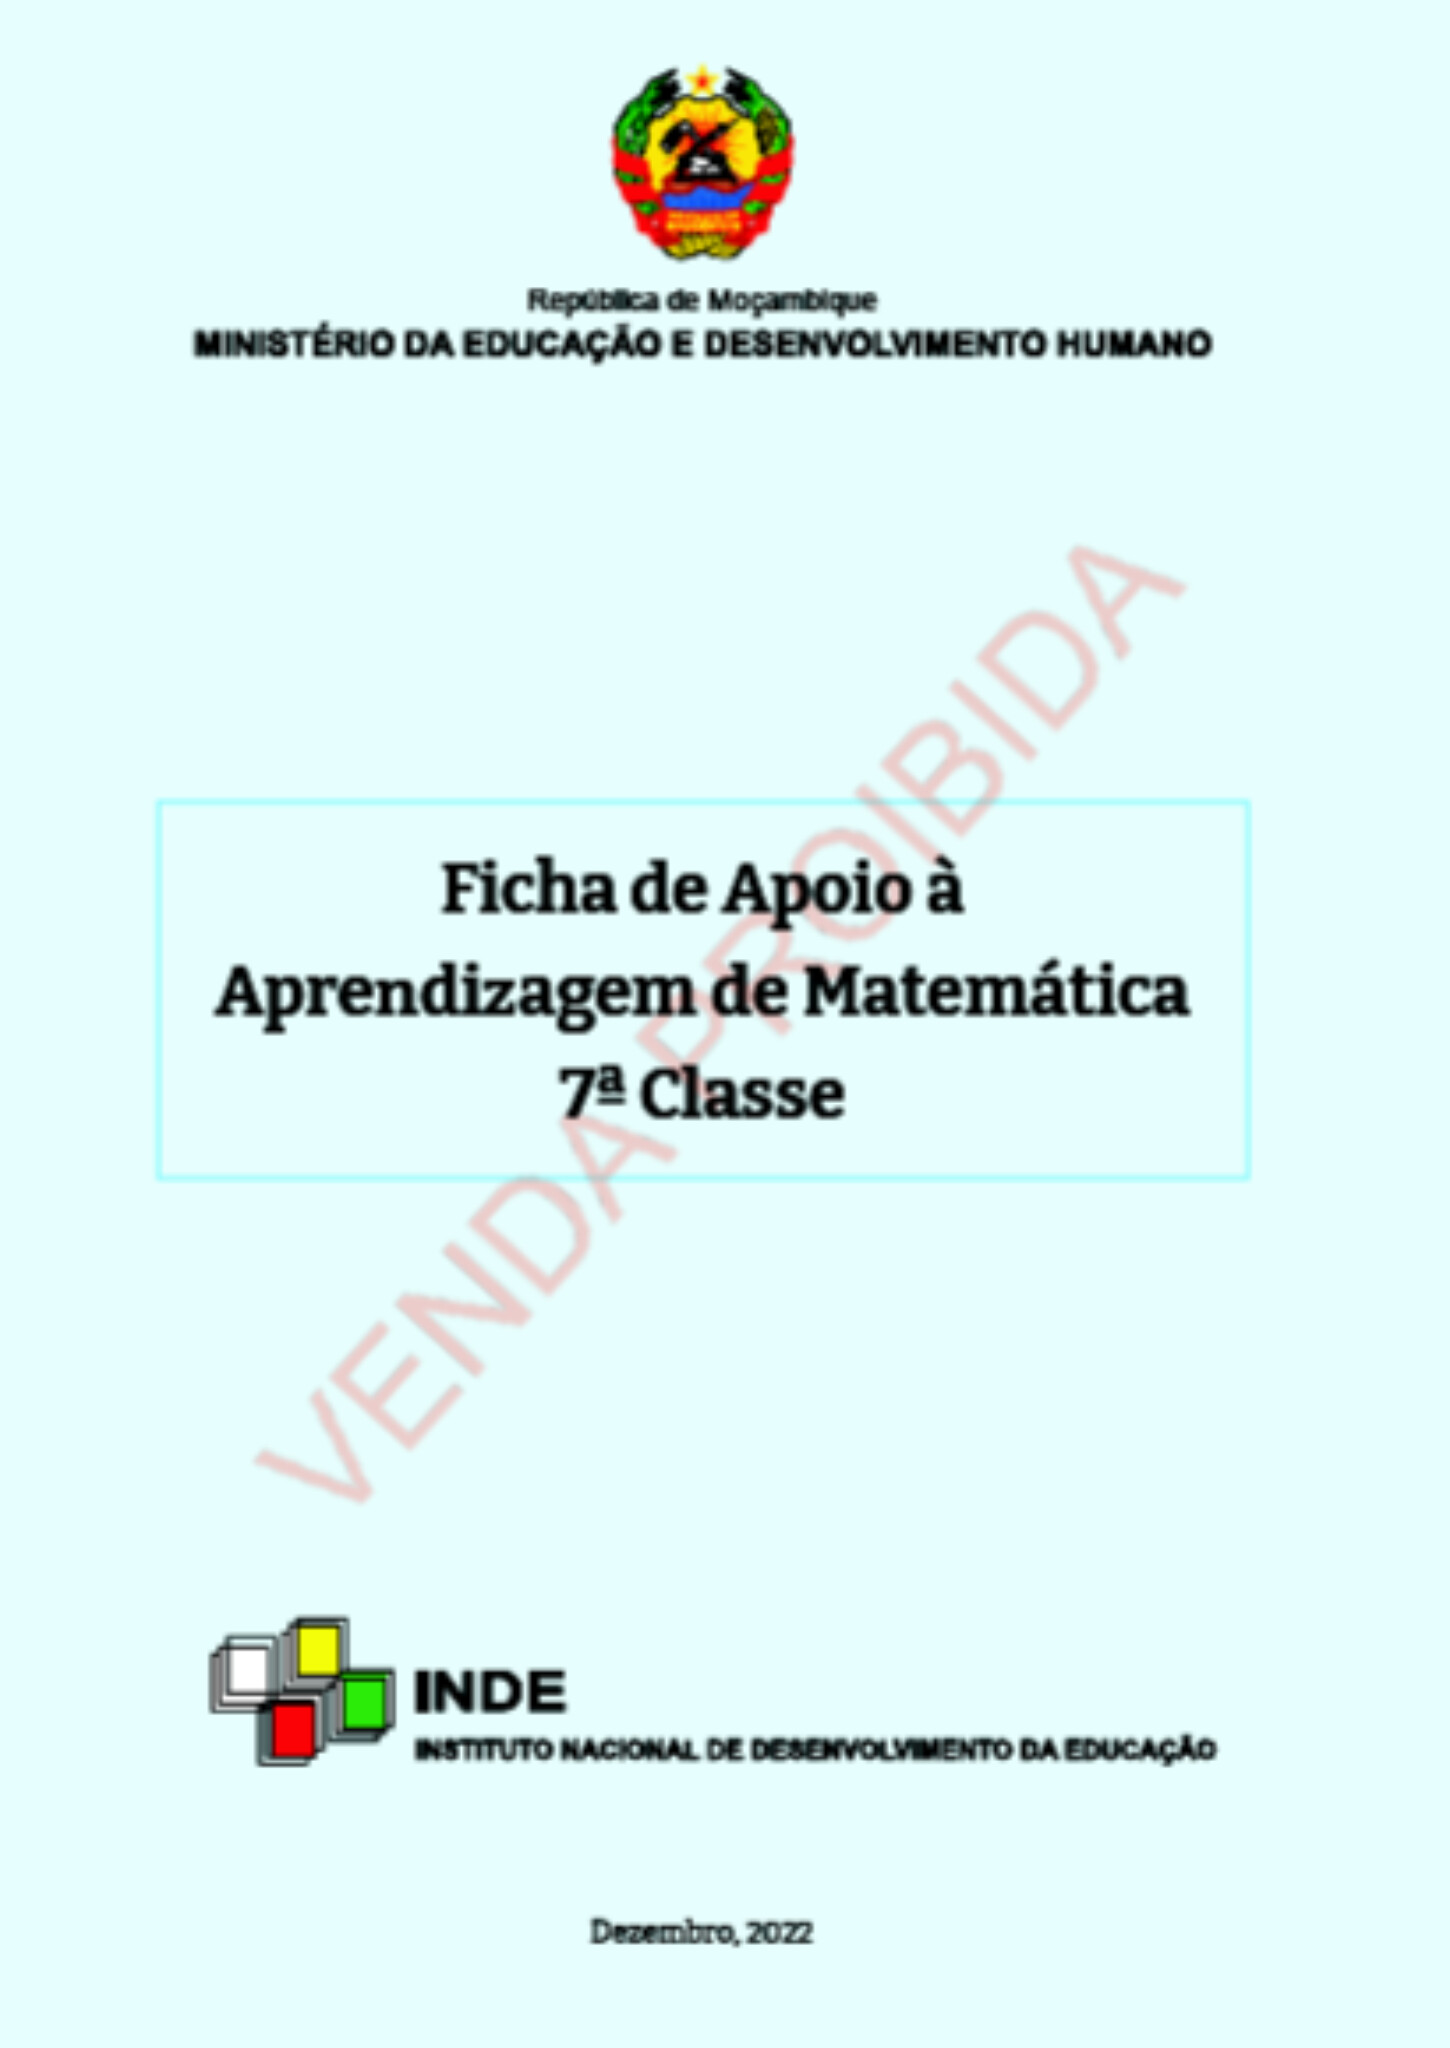 República de Moçambique
MINISTÉRIO DA EDUCAÇÃO E DESENVOLVIMENTO HUMANO
VENDA PROIBIDA
Ficha de Apoio à
Aprendizagem de Matemática
7ª Classe
INDE
INSTITUTO NACIONAL DE DESENVOLVIMENTO DA EDUCAÇÃO
Dezembro, 2022